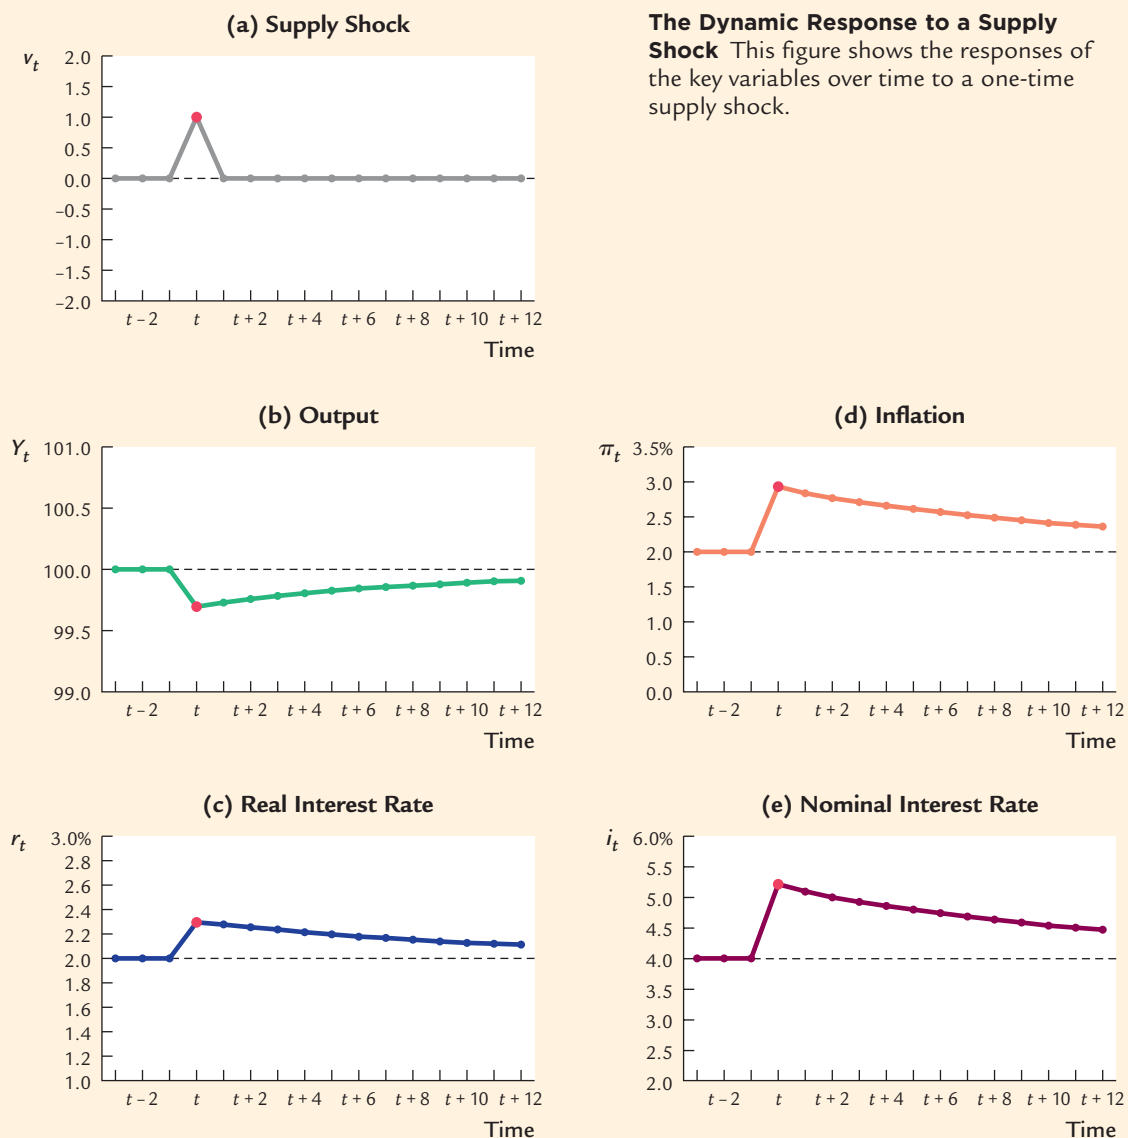 (a) Supply Shock
The Dynamic Response to a Supply
Shock This figure shows the responses of
the key variables over time to a one-time
supply shock.
vt
2.0
1.5
1.0
0.5
0.0
–0.5
–1.0
–1.5
–2.0
t – 2 t t + 2 t + 4 t + 6 t + 8 t + 10 t + 12
Time
(b) Output
Yt
101.0
100.5
100.0
99.5
99.0
t – 2 t t + 2 t + 4 t + 6 t + 8 t + 10 t + 12
Time
(d) Inflation
πt
3.5%
3.0
2.5
2.0
1.5
1.0
0.5
0.0
t – 2 t t + 2 t + 4 t + 6 t + 8 t + 10 t + 12
Time
(c) Real Interest Rate
rt
3.0%
2.8
2.6
2.4
2.2
2.0
1.8
1.6
1.4
1.2
1.0
t – 2 t t + 2 t + 4 t + 6 t + 8 t + 10 t + 12
Time
(e) Nominal Interest Rate
it
6.0%
5.5
5.0
4.5
4.0
3.5
3.0
2.5
2.0
t – 2 t t + 2 t + 4 t + 6 t + 8 t + 10 t + 12
Time